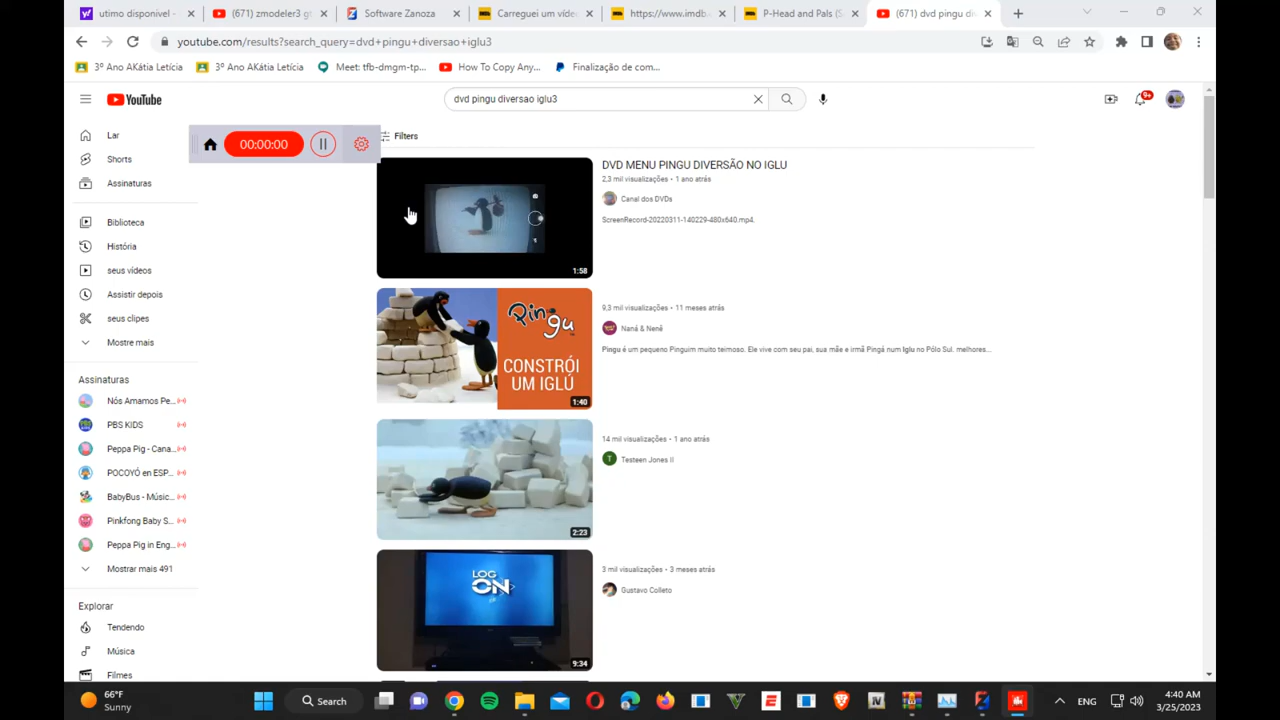 utimo disponivel -
(671) zmodeler3 gt
Software Zanoza
Carreguei um víde
https://www.imdb.
P-Head and Pals (S
(671) dvd pingu di
youtube.com/results?search_query=dvd+pingu+diversao+iglu3
3º Ano AKátia Letícia
3º Ano AKátia Letícia
Meet: tfb-dmgm-tp...
How To Copy Any...
Finalização de com...
YouTube
dvd pingu diversao iglu3
9+
Lar
Shorts
Assinaturas
Biblioteca
História
seus vídeos
Assistir depois
seus clipes
Mostre mais
Assinaturas
Nós Amamos Pe...
PBS KIDS
Peppa Pig - Cana...
POCOYÓ en ESP...
BabyBus - Músic...
Pinkfong Baby S...
Peppa Pig in Eng...
Mostrar mais 491
Explorar
Tendendo
Música
Filmes
00:00:00
Filters
1:58
DVD MENU PINGU DIVERSÃO NO IGLU
2,3 mil visualizações • 1 ano atrás
Canal dos DVDs
ScreenRecord-20220311-140229-480x640.mp4.
Pingu
CONSTRÓI
UM IGLÚ
1:40
9,3 mil visualizações • 11 meses atrás
Naná & Nenê
Pingu é um pequeno Pinguim muito teimoso. Ele vive com seu pai, sua mãe e irmã Pingá num Iglu no Pólo Sul. melhores...
2:23
14 mil visualizações • 1 ano atrás
T
Testeen Jones II
LOG
ON
9:34
3 mil visualizações • 3 meses atrás
Gustavo Colleto
66°F
Sunny
Search
ENG
4:40 AM
3/25/2023